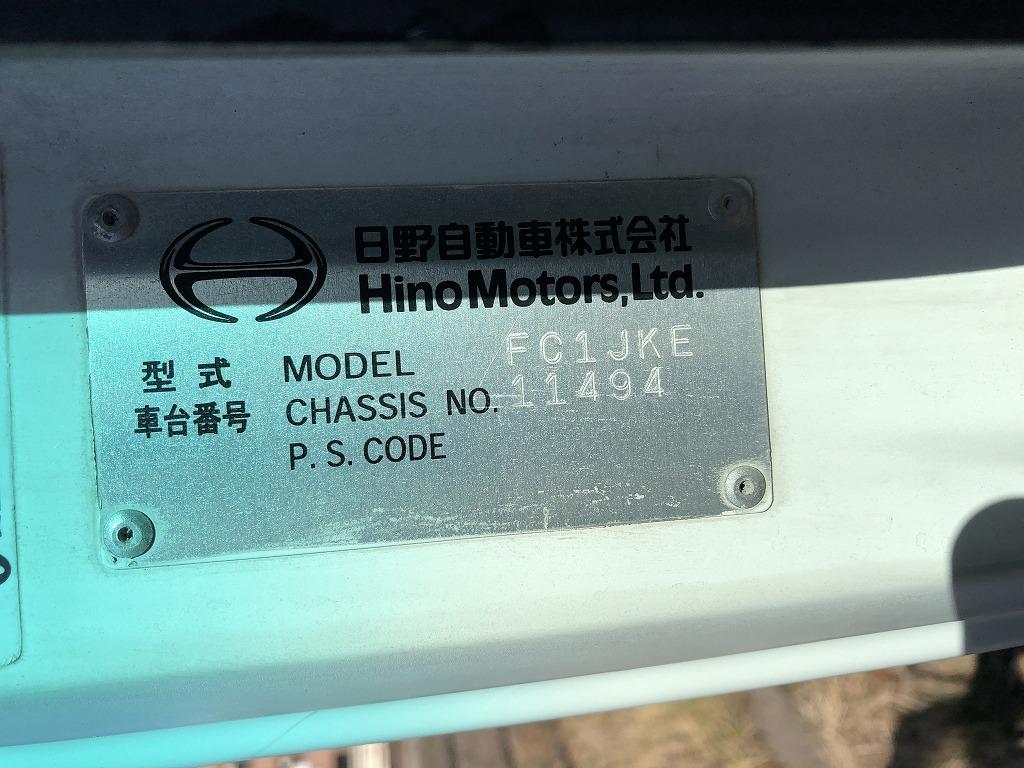 日野自動車株式会社
Hino Motors, Ltd.
型式 MODEL FC1JKE
車台番号 CHASSIS NO. 11494
P. S. CODE